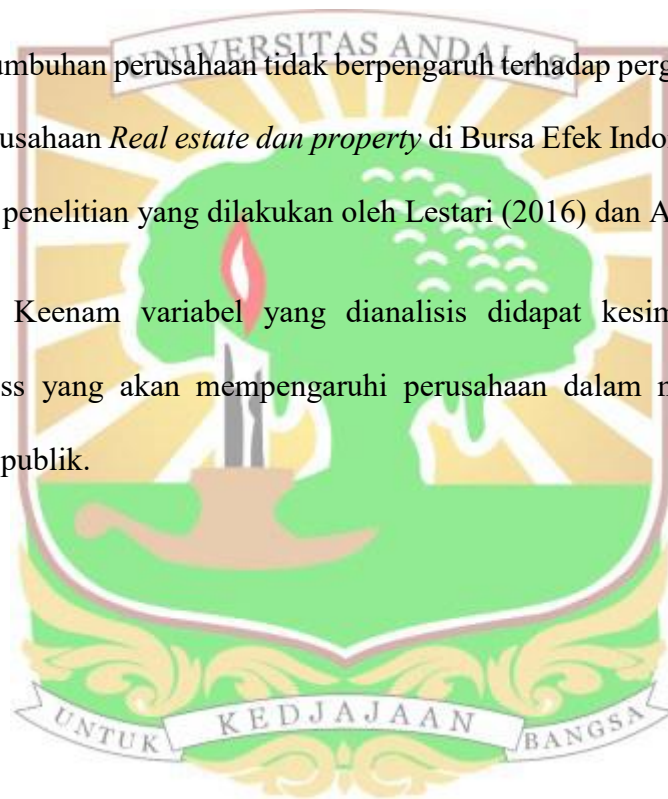 UNIVERSITAS ANDALAS
umbuhan perusahaan tidak berpengaruh terhadap perg
usahaan Real estate dan property di Bursa Efek Indo
penelitian yang dilakukan oleh Lestari (2016) dan A
Keenam variabel yang dianalisis didapat kesim
ss yang akan mempengaruhi perusahaan dalam m
publik.
UNTUK KEDJAJAAN BANGSA